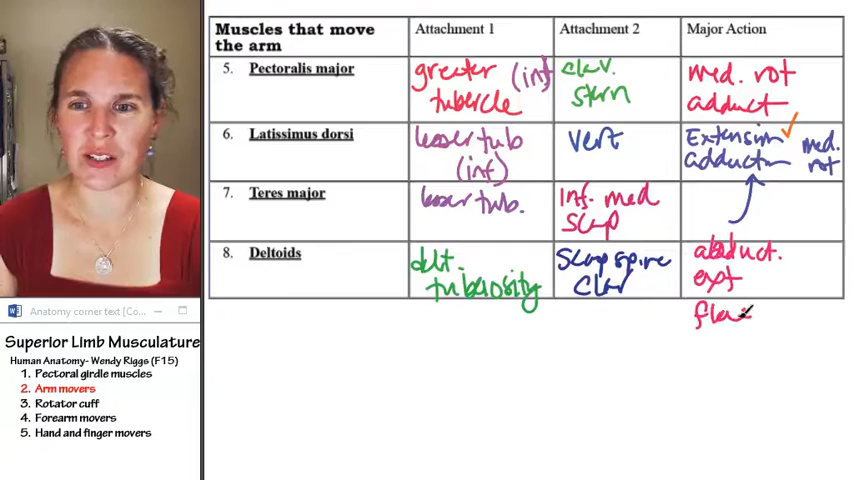 Muscles that move the arm
Attachment 1
Attachment 2
Major Action
5. Pectoralis major
greater (inf)
tubercle
clav.
stern
med. rot
adduct
6. Latissimus dorsi
lesser tub
(inf)
vert
Extension
adduction
med.
rot
7. Teres major
lesser tub.
Inf. med
scap
8. Deltoids
delt.
tuberosity
Scap spine
Clav
abduct.
ext
flex
Anatomy corner text [Co...
Superior Limb Musculature
Human Anatomy- Wendy Riggs (F15)
1. Pectoral girdle muscles
2. Arm movers
3. Rotator cuff
4. Forearm movers
5. Hand and finger movers